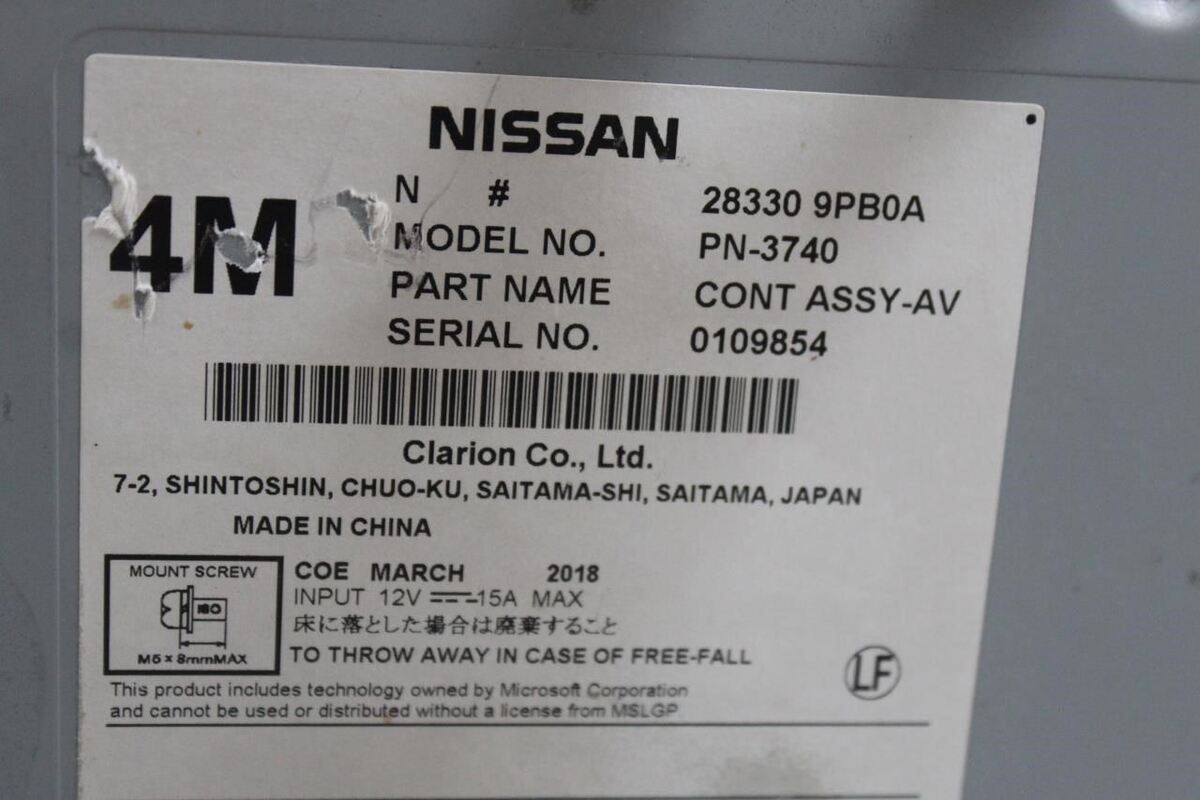 NISSAN
4M
N #
28330 9PB0A
MODEL NO.
PN-3740
PART NAME
CONT ASSY-AV
SERIAL NO.
0109854
Clarion Co., Ltd.
7-2, SHINTOSHIN, CHUO-KU, SAITAMA-SHI, SAITAMA, JAPAN
MADE IN CHINA
MOUNT SCREW
ISO
M5 × 8mmMAX
COE MARCH 2018
INPUT 12V ⎓ 15A MAX
床に落とした場合は廃棄すること
TO THROW AWAY IN CASE OF FREE-FALL
LF
This product includes technology owned by Microsoft Corporation
and cannot be used or distributed without a license from MSLGP